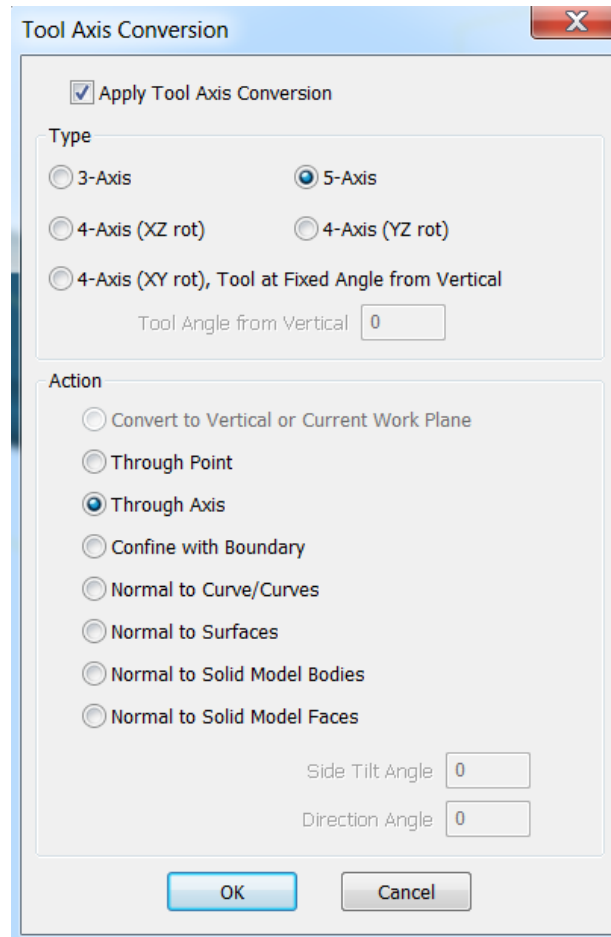 Tool Axis Conversion
Apply Tool Axis Conversion
Type
3-Axis 5-Axis
4-Axis (XZ rot) 4-Axis (YZ rot)
4-Axis (XY rot), Tool at Fixed Angle from Vertical
Tool Angle from Vertical 0
Action
Convert to Vertical or Current Work Plane
Through Point
Through Axis
Confine with Boundary
Normal to Curve/Curves
Normal to Surfaces
Normal to Solid Model Bodies
Normal to Solid Model Faces
Side Tilt Angle 0
Direction Angle 0
OK Cancel